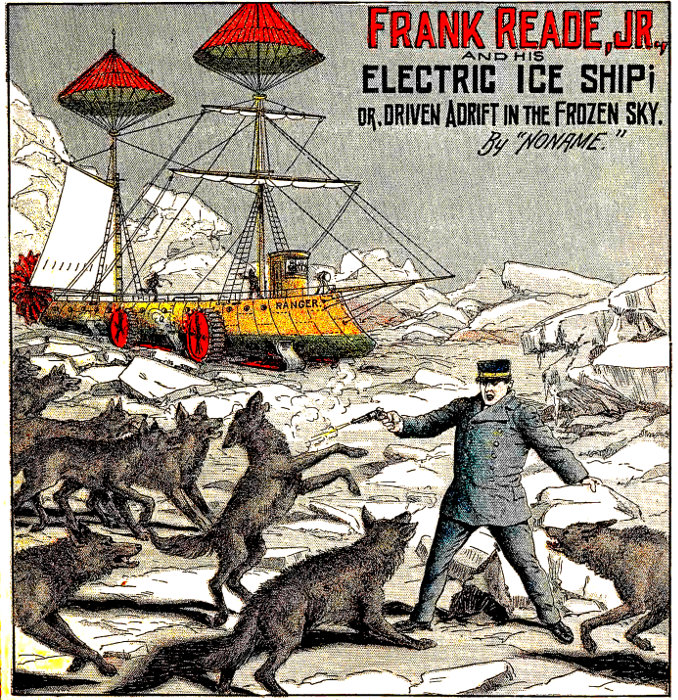 FRANK READE, JR.,
AND HIS
ELECTRIC ICE SHIP;
OR, DRIVEN ADRIFT IN THE FROZEN SKY.
By "NONAME."
RANGER